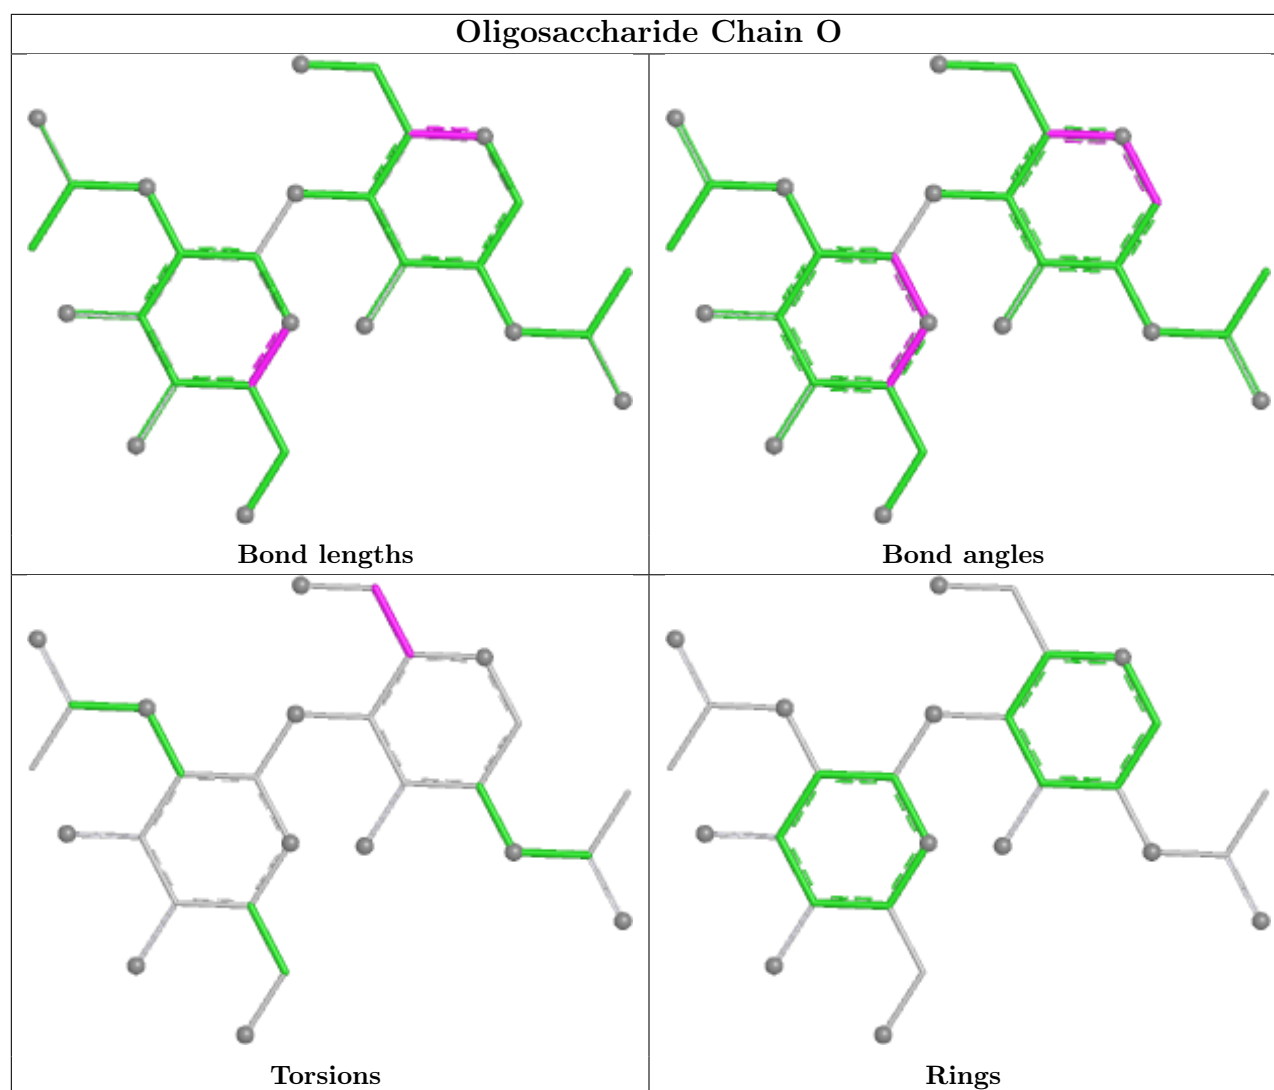 Oligosaccharide Chain O
Bond lengths
Bond angles
Torsions
Rings